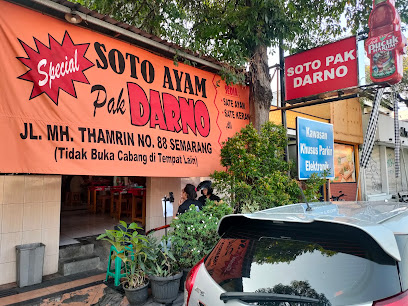 Special
SOTO AYAM
Pak DARNO
SATE AYAM
SATE KERANG
JL. MH. THAMRIN NO. 88 SEMARANG
(Tidak Buka Cabang di Tempat Lain)
SOTO PAK
DARNO
Kawasan
Khusus Parkir
Elektronik